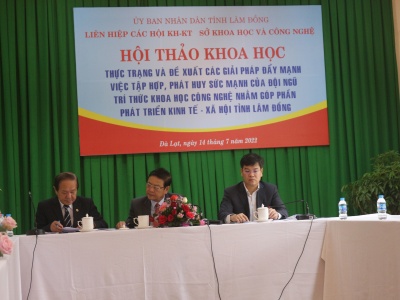 ỦY BAN NHÂN DÂN TỈNH LÂM ĐỒNG
LIÊN HIỆP CÁC HỘI KH-KT SỞ KHOA HỌC VÀ CÔNG NGHỆ
HỘI THẢO KHOA HỌC
THỰC TRẠNG VÀ ĐỀ XUẤT CÁC GIẢI PHÁP ĐẨY MẠNH
VIỆC TẬP HỢP, PHÁT HUY SỨC MẠNH CỦA ĐỘI NGŨ
TRÍ THỨC KHOA HỌC CÔNG NGHỆ NHẰM GÓP PHẦN
PHÁT TRIỂN KINH TẾ - XÃ HỘI TỈNH LÂM ĐỒNG
Đà Lạt, ngày 14 tháng 7 năm 2022